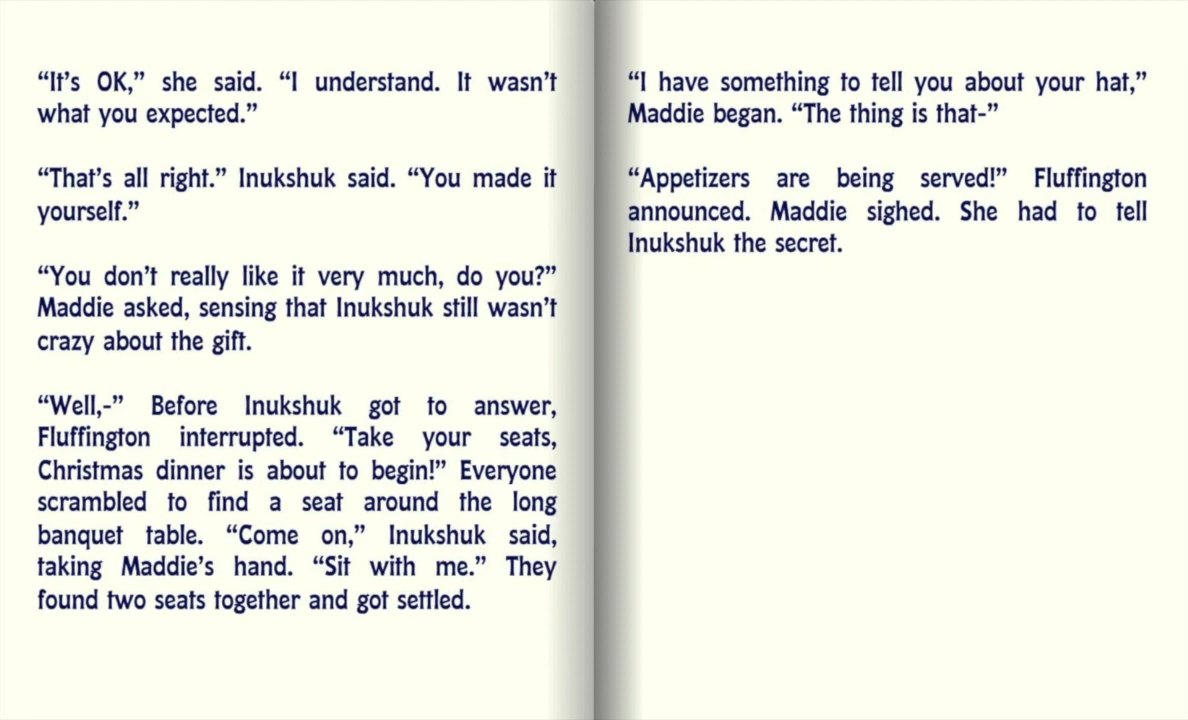 “It’s OK,” she said. “I understand. It wasn’t
what you expected.”
“That’s all right.” Inukshuk said. “You made it
yourself.”
“You don’t really like it very much, do you?”
Maddie asked, sensing that Inukshuk still wasn’t
crazy about the gift.
“Well,-” Before Inukshuk got to answer,
Fluffington interrupted. “Take your seats,
Christmas dinner is about to begin!” Everyone
scrambled to find a seat around the long
banquet table. “Come on,” Inukshuk said,
taking Maddie’s hand. “Sit with me.” They
found two seats together and got settled.
“I have something to tell you about your hat,”
Maddie began. “The thing is that-”
“Appetizers are being served!” Fluffington
announced. Maddie sighed. She had to tell
Inukshuk the secret.